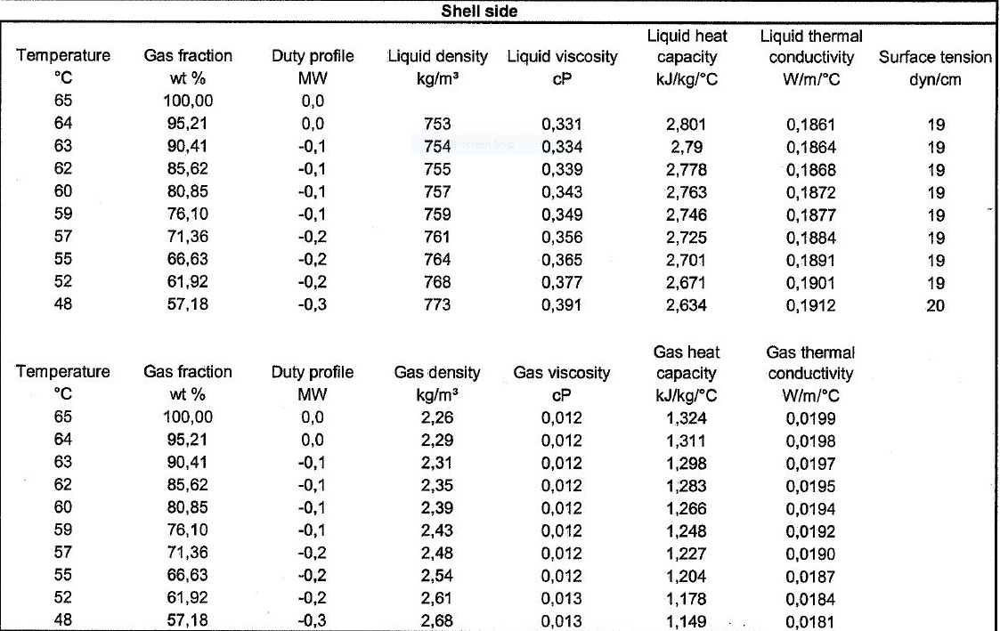 Shell side
Liquid heat Liquid thermal
Temperature Gas fraction Duty profile Liquid density Liquid viscosity capacity conductivity Surface tension
°C wt % MW kg/m³ cP kJ/kg/°C W/m/°C dyn/cm
65 100,00 0,0
64 95,21 0,0 753 0,331 2,801 0,1861 19
63 90,41 -0,1 754 0,334 2,79 0,1864 19
62 85,62 -0,1 755 0,339 2,778 0,1868 19
60 80,85 -0,1 757 0,343 2,763 0,1872 19
59 76,10 -0,1 759 0,349 2,746 0,1877 19
57 71,36 -0,2 761 0,356 2,725 0,1884 19
55 66,63 -0,2 764 0,365 2,701 0,1891 19
52 61,92 -0,2 768 0,377 2,671 0,1901 19
48 57,18 -0,3 773 0,391 2,634 0,1912 20
Gas heat Gas thermal
Temperature Gas fraction Duty profile Gas density Gas viscosity capacity conductivity
°C wt % MW kg/m³ cP kJ/kg/°C W/m/°C
65 100,00 0,0 2,26 0,012 1,324 0,0199
64 95,21 0,0 2,29 0,012 1,311 0,0198
63 90,41 -0,1 2,31 0,012 1,298 0,0197
62 85,62 -0,1 2,35 0,012 1,283 0,0195
60 80,85 -0,1 2,39 0,012 1,266 0,0194
59 76,10 -0,1 2,43 0,012 1,248 0,0192
57 71,36 -0,2 2,48 0,012 1,227 0,0190
55 66,63 -0,2 2,54 0,012 1,204 0,0187
52 61,92 -0,2 2,61 0,013 1,178 0,0184
48 57,18 -0,3 2,68 0,013 1,149 0,0181